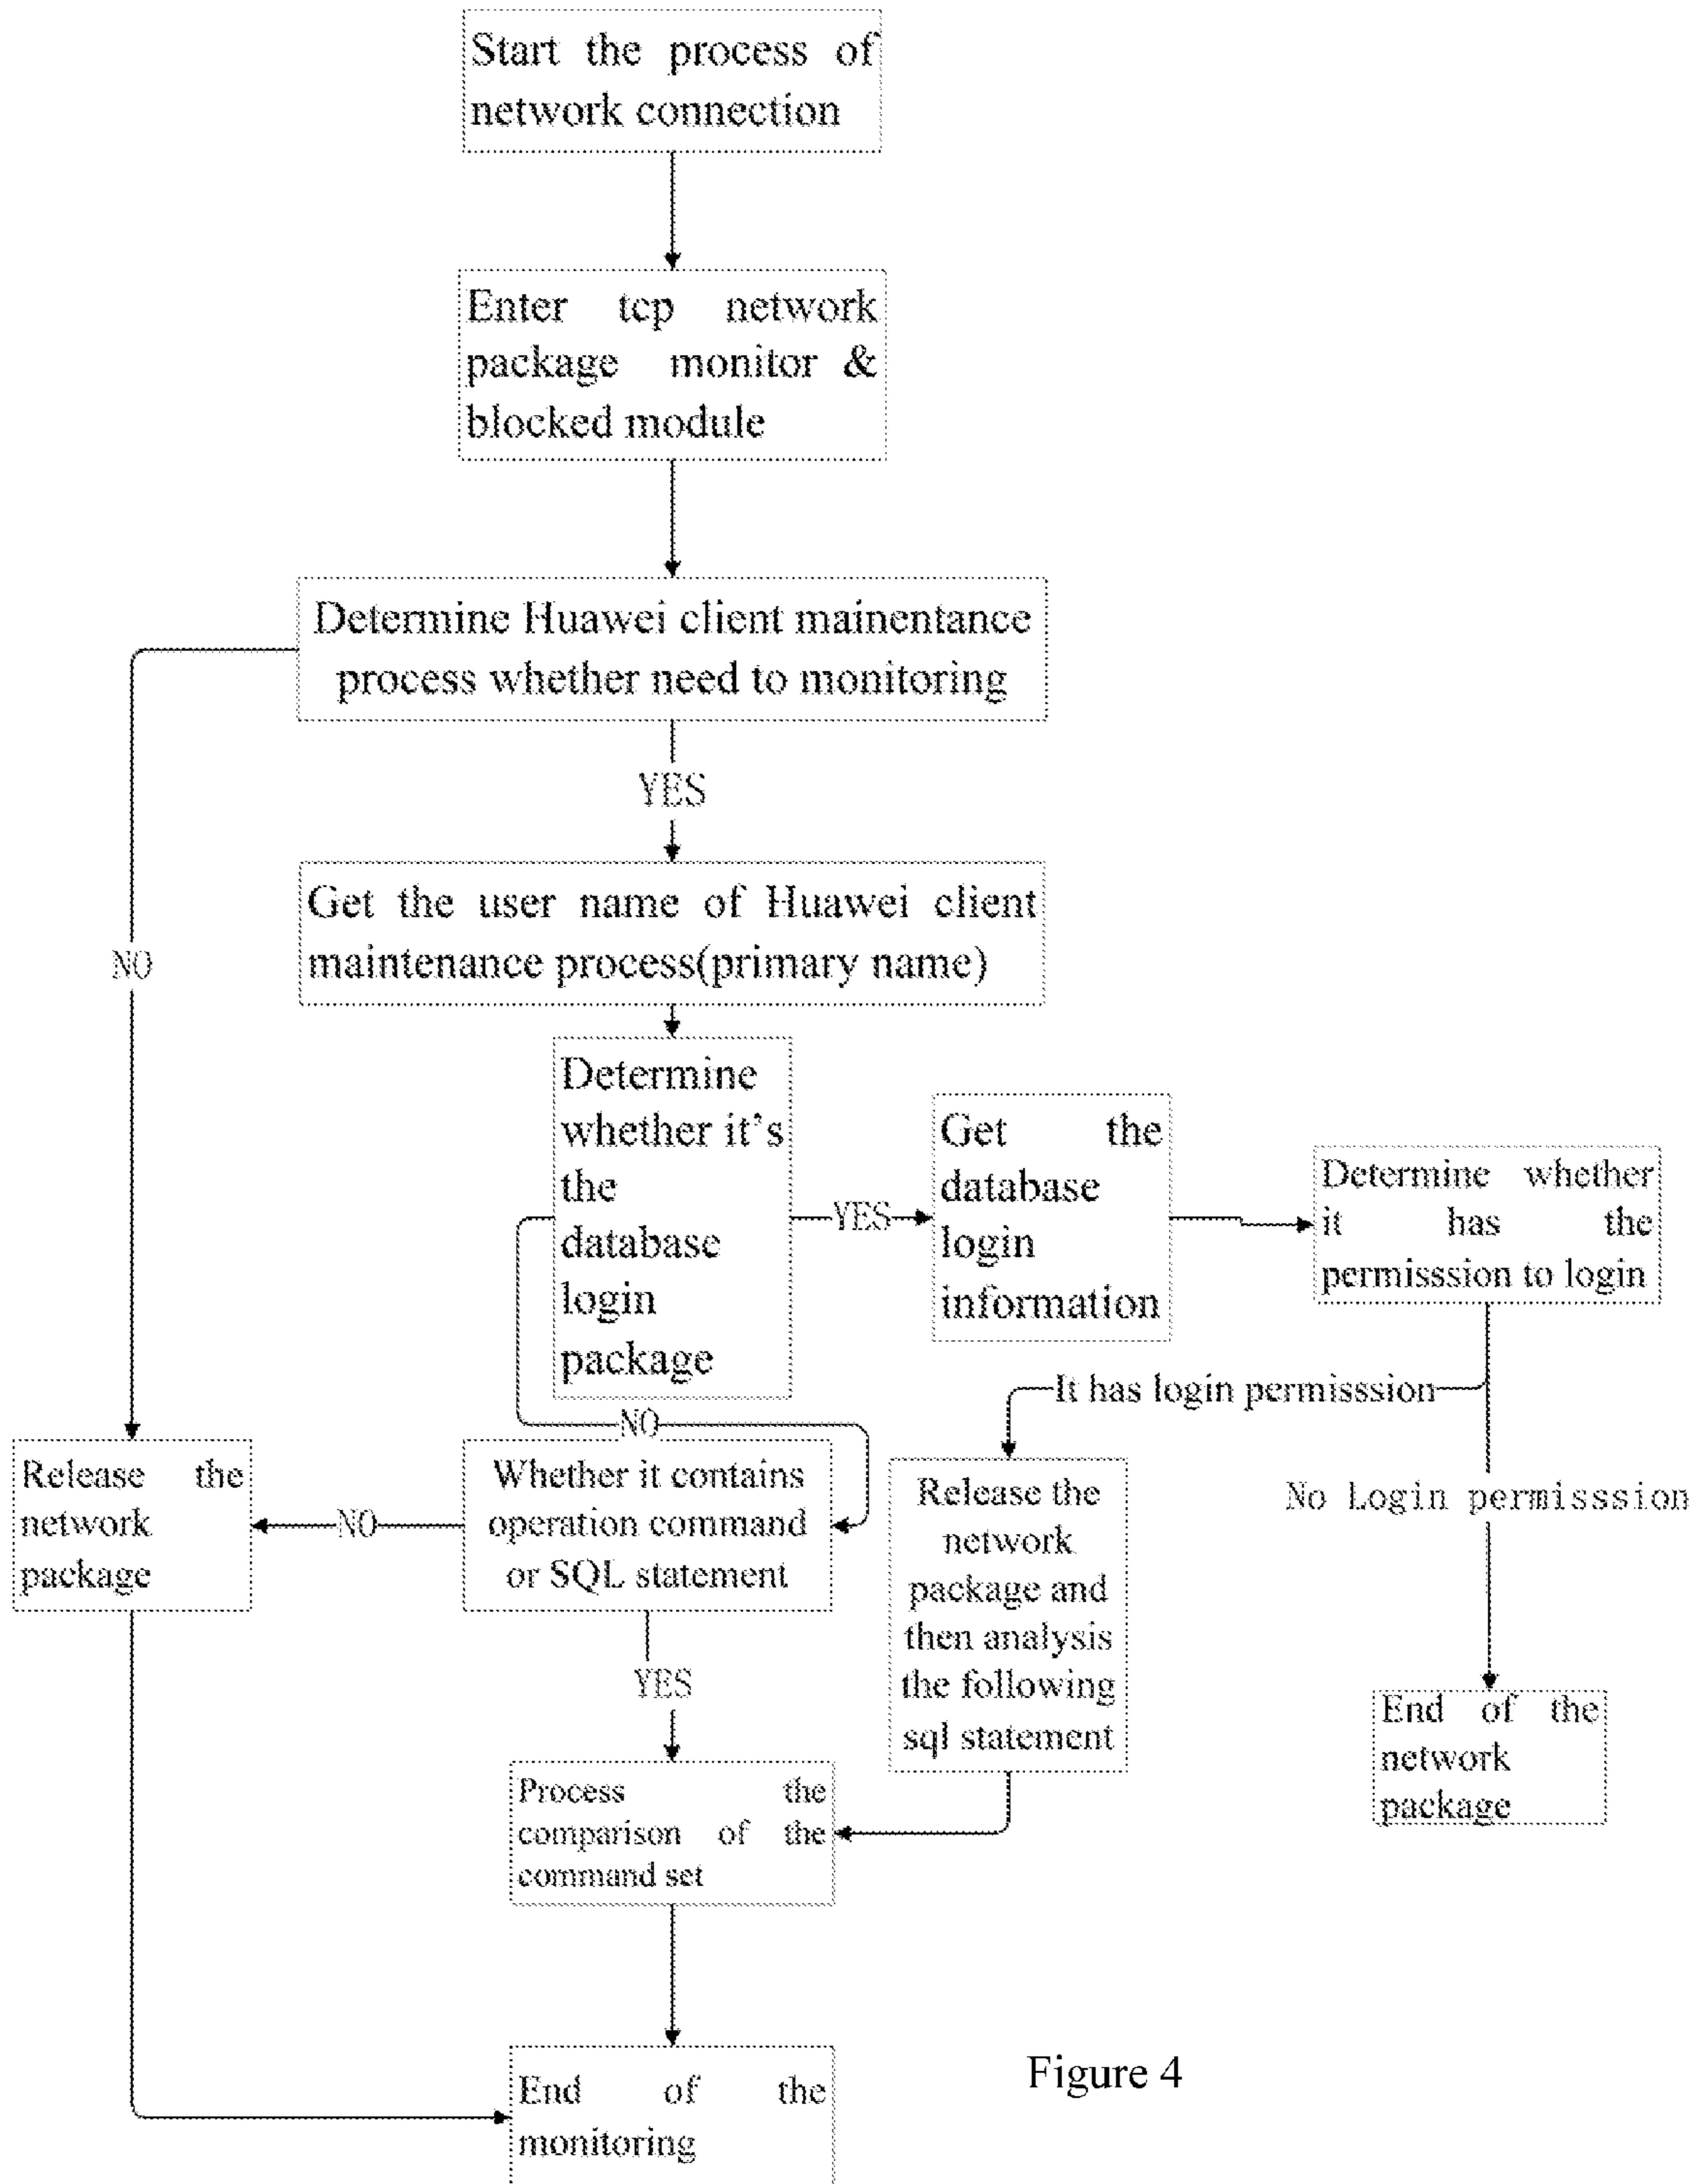 Start the process of
network connection
Enter tcp network
package monitor &
blocked module
Determine Huawei client mainentance
process whether need to monitoring
YES
NO
Get the user name of Huawei client
maintenance process(primary name)
Determine
whether it's
the
database
login
package
YES
Get the
database
login
information
Determine whether
it has the
permisssion to login
It has login permisssion
No Login permisssion
NO
Release the
network
package
NO
Whether it contains
operation command
or SQL statement
Release the
network
package and
then analysis
the following
sql statement
YES
End of the
network
package
Process the
comparison of the
command set
End of the
monitoring
Figure 4